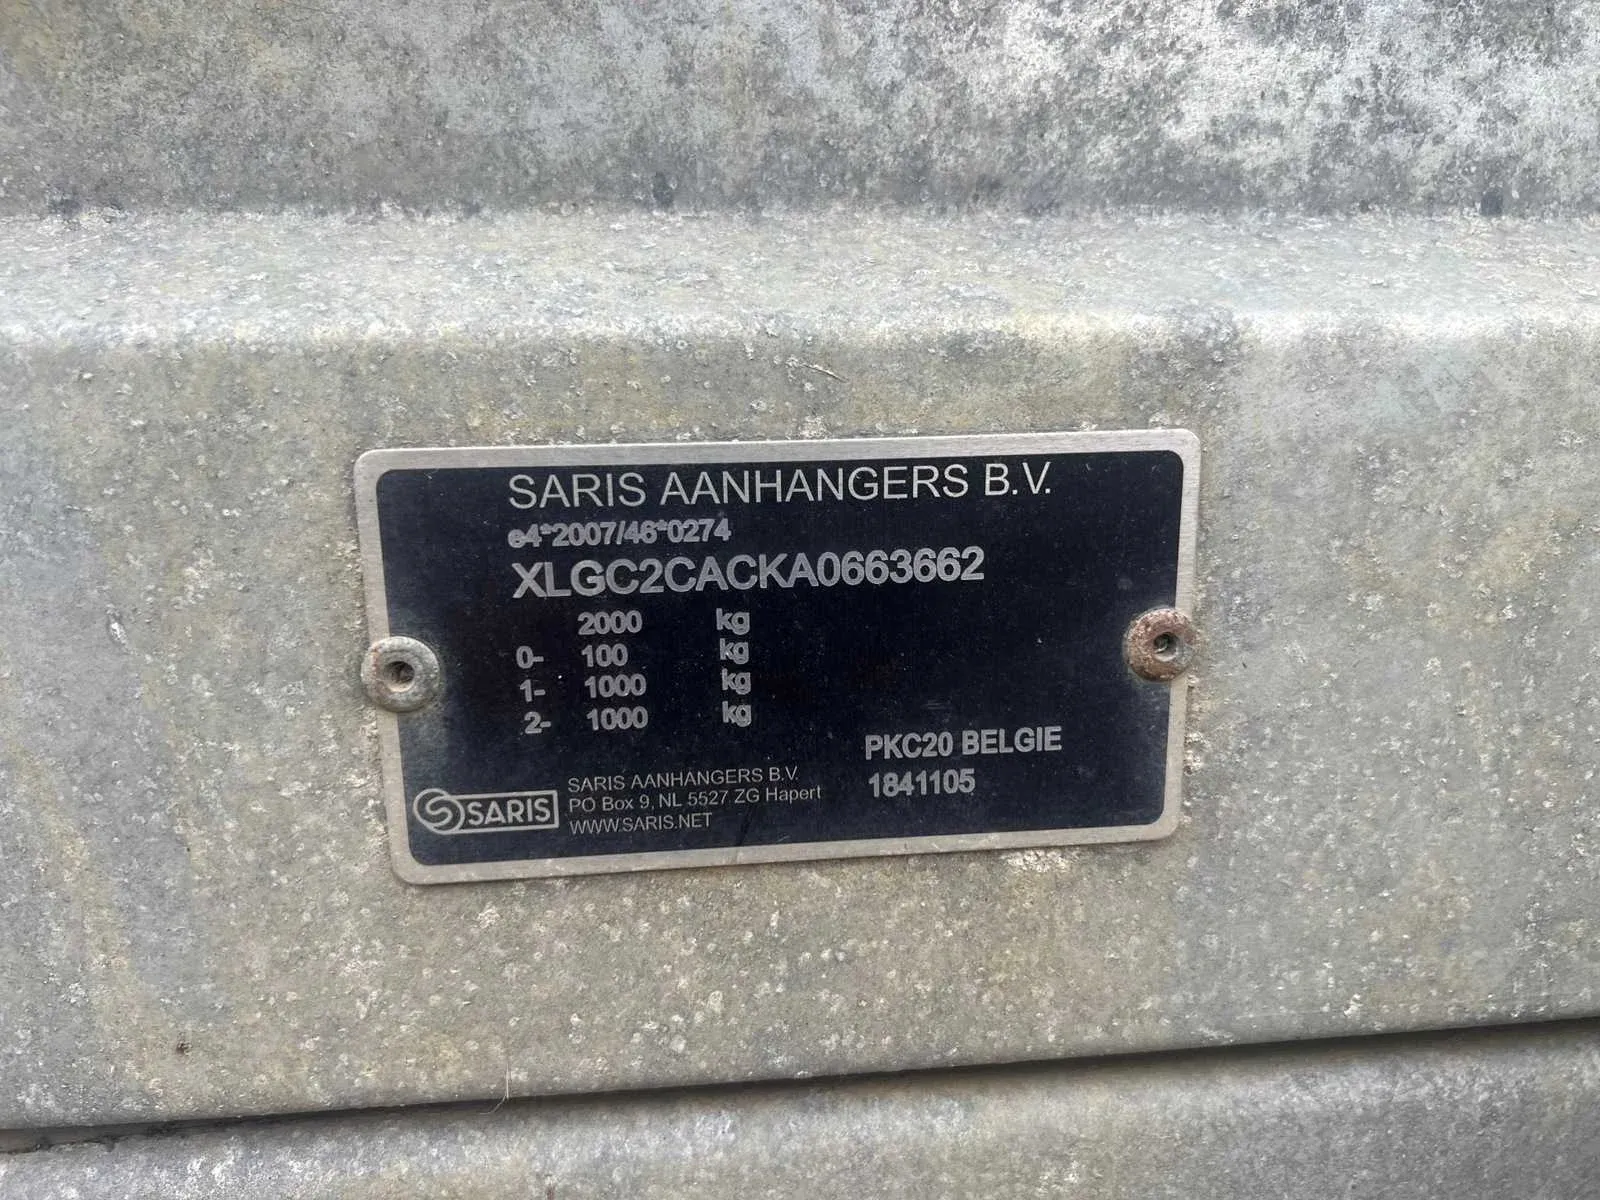 SARIS AANHANGERS B.V.
e4*2007/46*0274
XLGC2CACKA0663662
2000 kg
0- 100 kg
1- 1000 kg
2- 1000 kg
PKC20 BELGIE
1841105
SARIS
SARIS AANHANGERS B.V.
PO Box 9, NL 5527 ZG Hapert
WWW.SARIS.NET